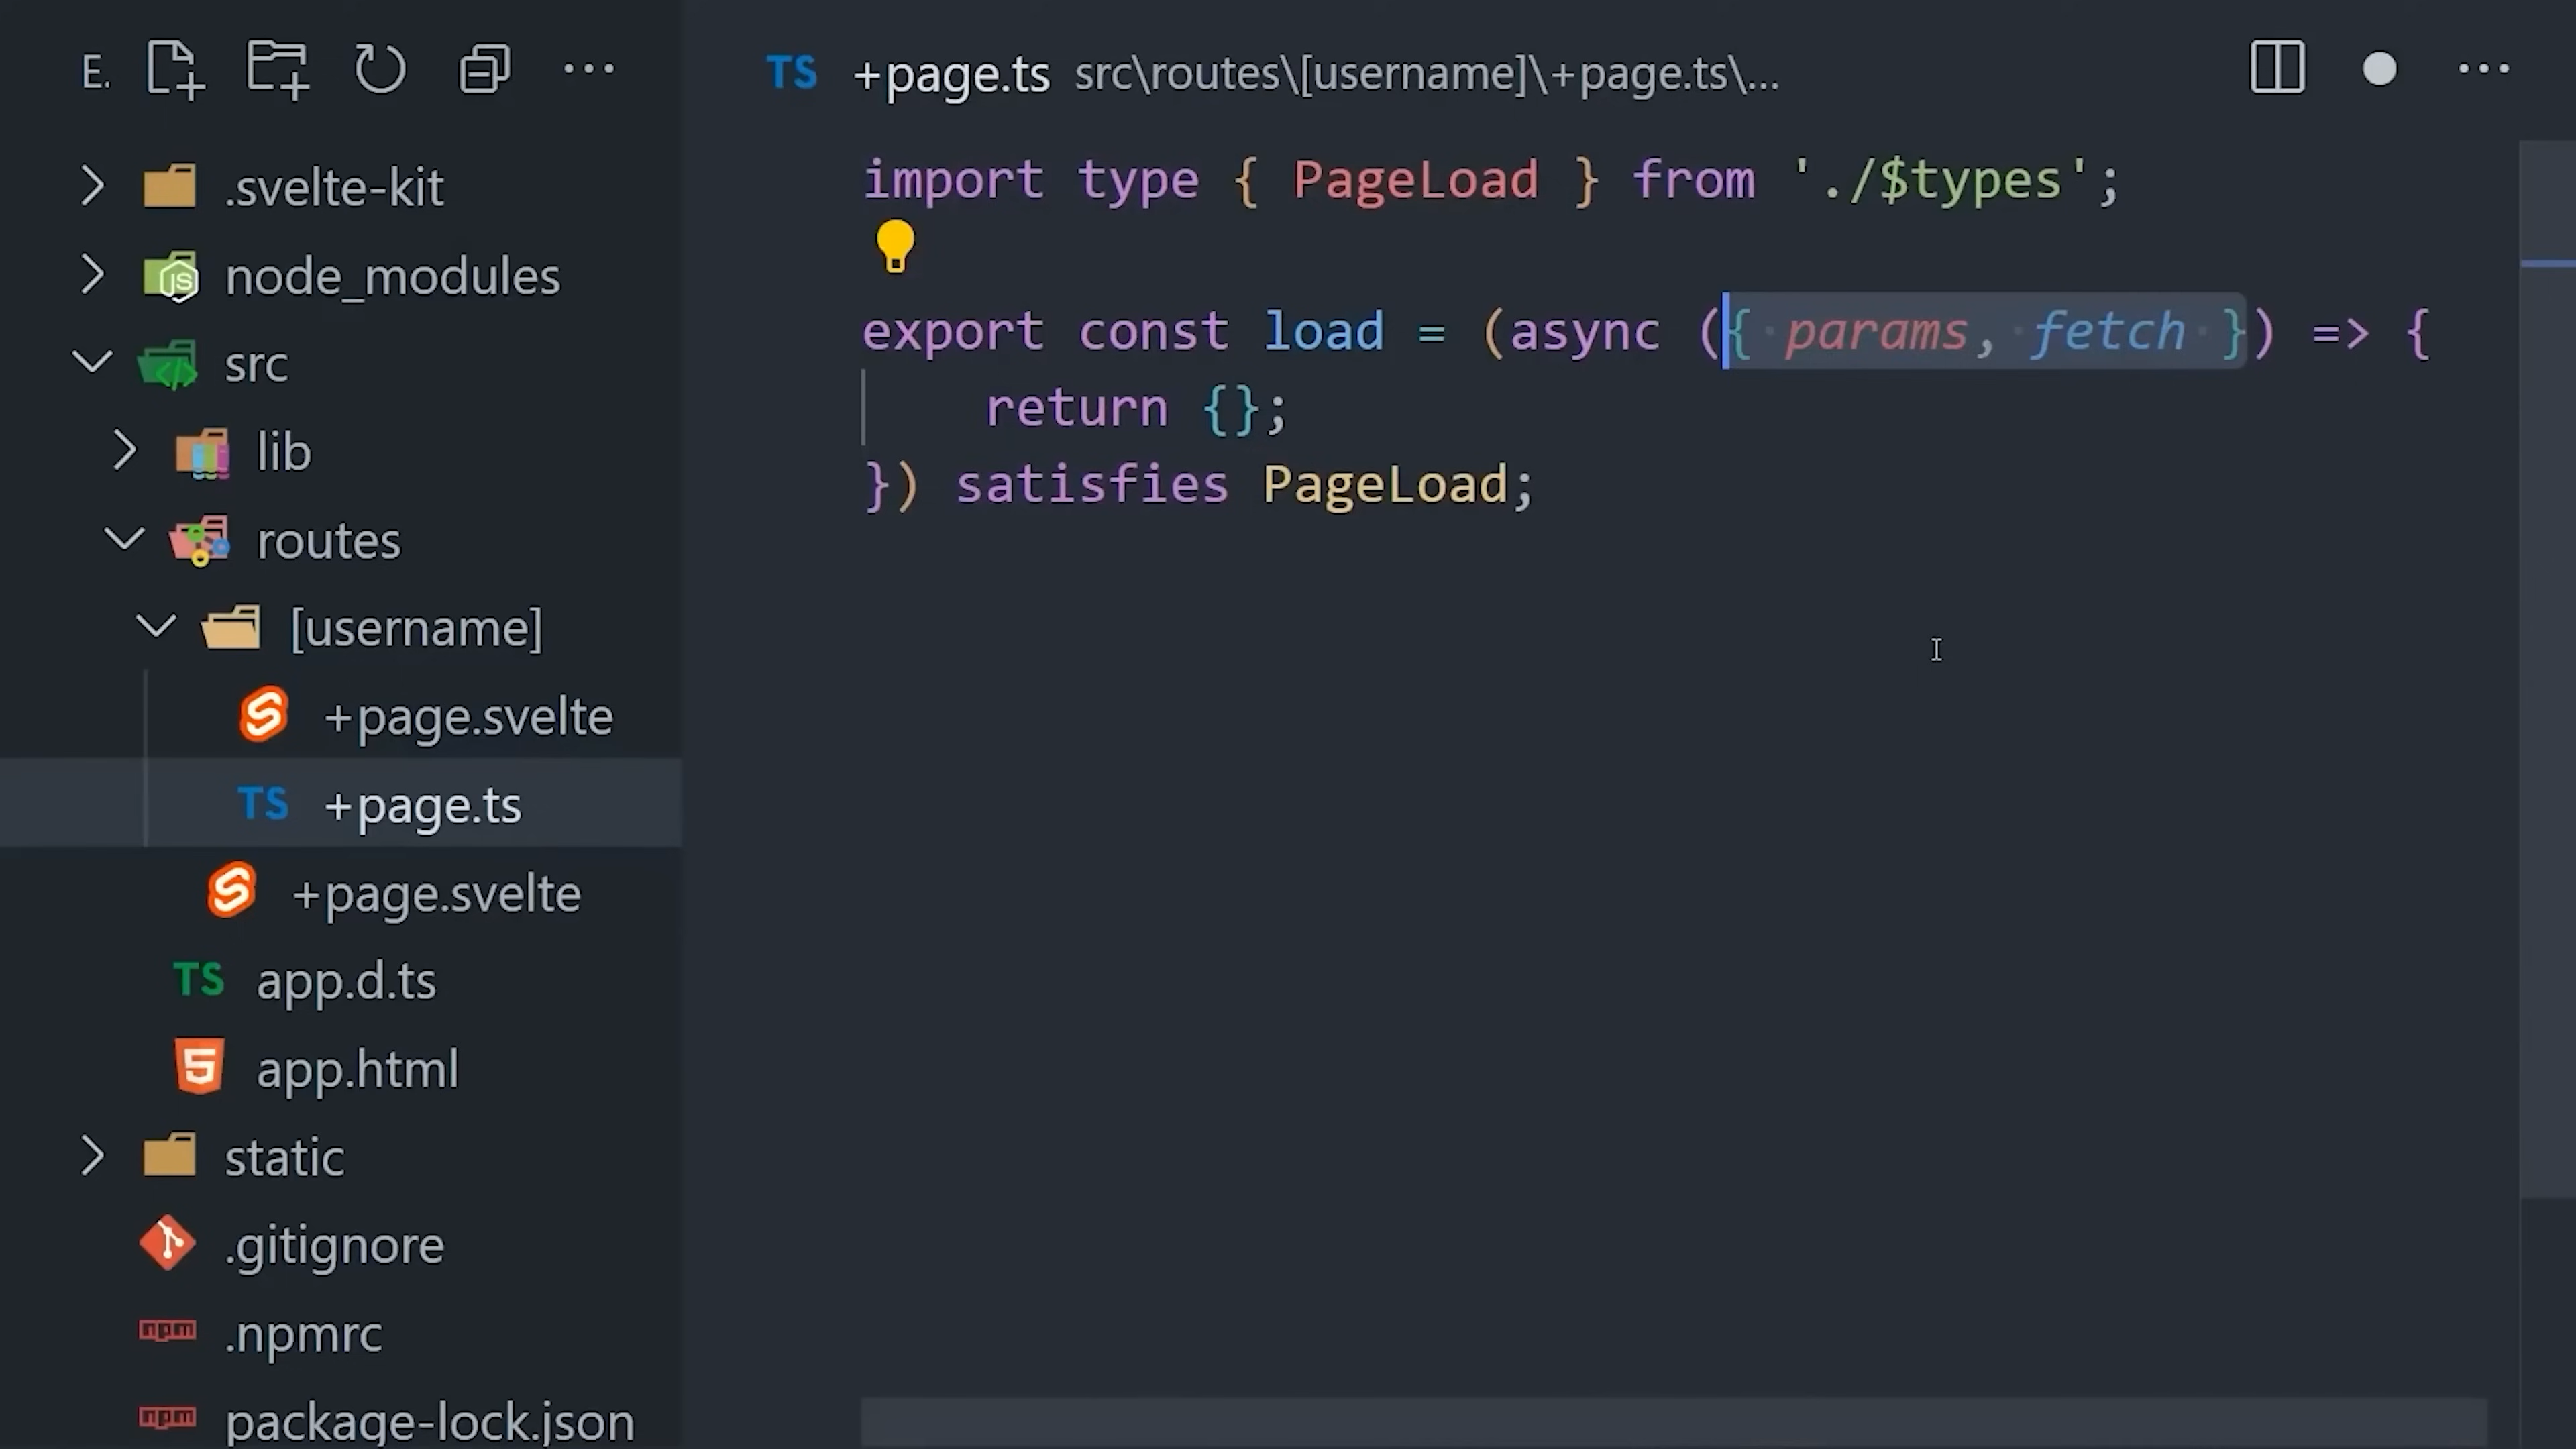 E.
.svelte-kit
node_modules
src
lib
routes
[username]
+page.svelte
TS +page.ts
+page.svelte
TS app.d.ts
app.html
static
.gitignore
npm .npmrc
npm package-lock.json
TS +page.ts src\routes\[username]\+page.ts\...
import type { PageLoad } from './$types';
export const load = (async ({ params, fetch }) => {
return {};
}) satisfies PageLoad;